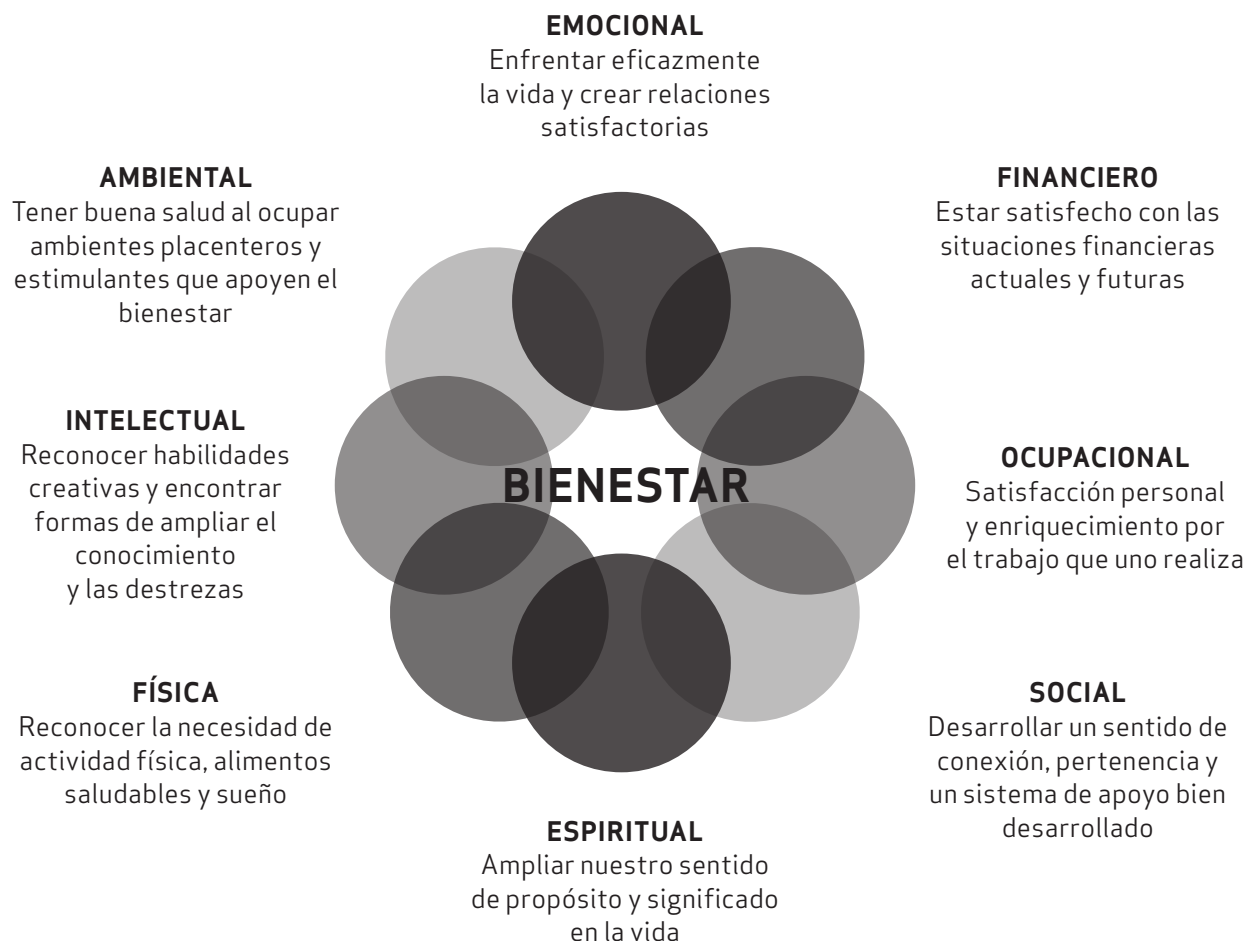 EMOCIONAL
Enfrentar eficazmente
la vida y crear relaciones
satisfactorias
AMBIENTAL
Tener buena salud al ocupar
ambientes placenteros y
estimulantes que apoyen el
bienestar
FINANCIERO
Estar satisfecho con las
situaciones financieras
actuales y futuras
INTELECTUAL
Reconocer habilidades
creativas y encontrar
formas de ampliar el
conocimiento
y las destrezas
BIENESTAR
OCUPACIONAL
Satisfacción personal
y enriquecimiento por
el trabajo que uno realiza
FÍSICA
Reconocer la necesidad de
actividad física, alimentos
saludables y sueño
SOCIAL
Desarrollar un sentido de
conexión, pertenencia y
un sistema de apoyo bien
desarrollado
ESPIRITUAL
Ampliar nuestro sentido
de propósito y significado
en la vida